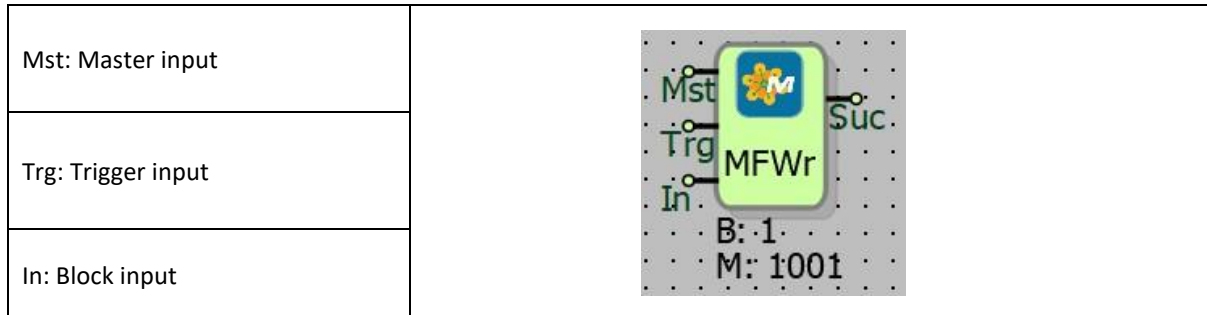 Mst: Master input
Trg: Trigger input
In: Block input
M
Mst
Suc
Trg
MFWr
In
B: 1
M: 1001